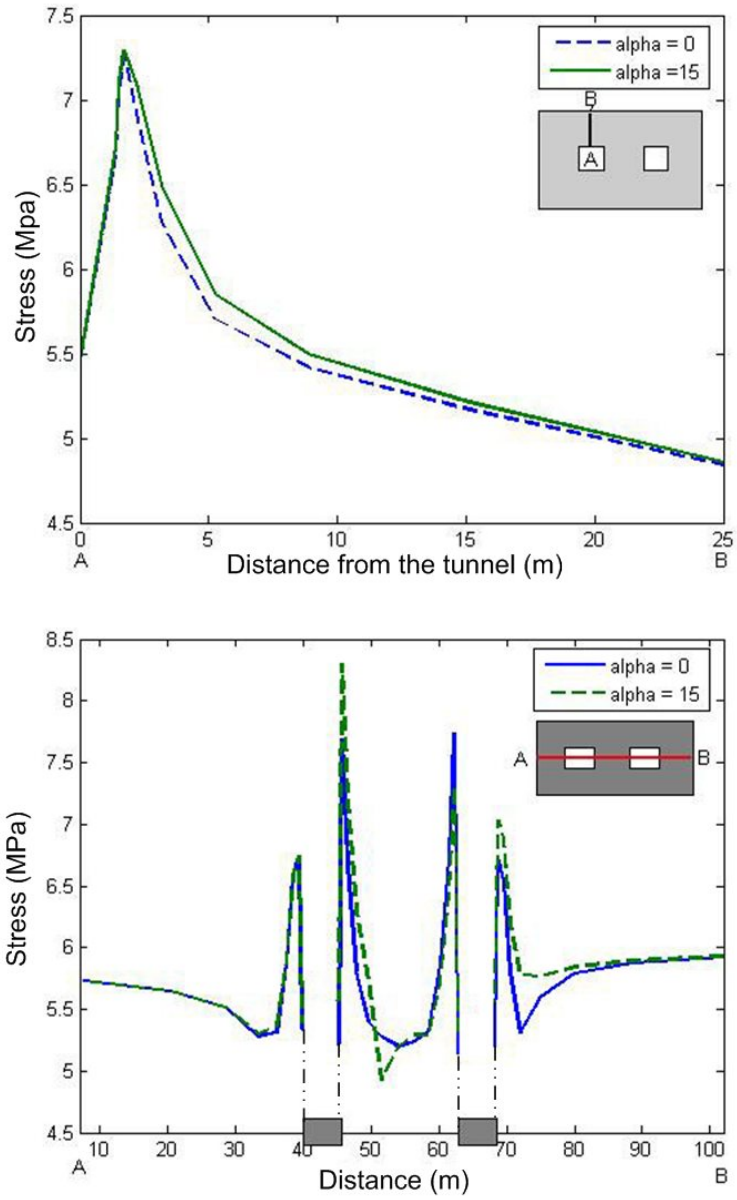 7.5
7
6.5
6
5.5
5
4.5
Stress (Mpa)
alpha = 0
alpha =15
B
A
0 5 10 15 20 25
A B
Distance from the tunnel (m)
8.5
8
7.5
7
6.5
6
5.5
5
4.5
Stress (MPa)
alpha = 0
alpha = 15
A B
10 20 30 40 50 60 70 80 90 100
A B
Distance (m)